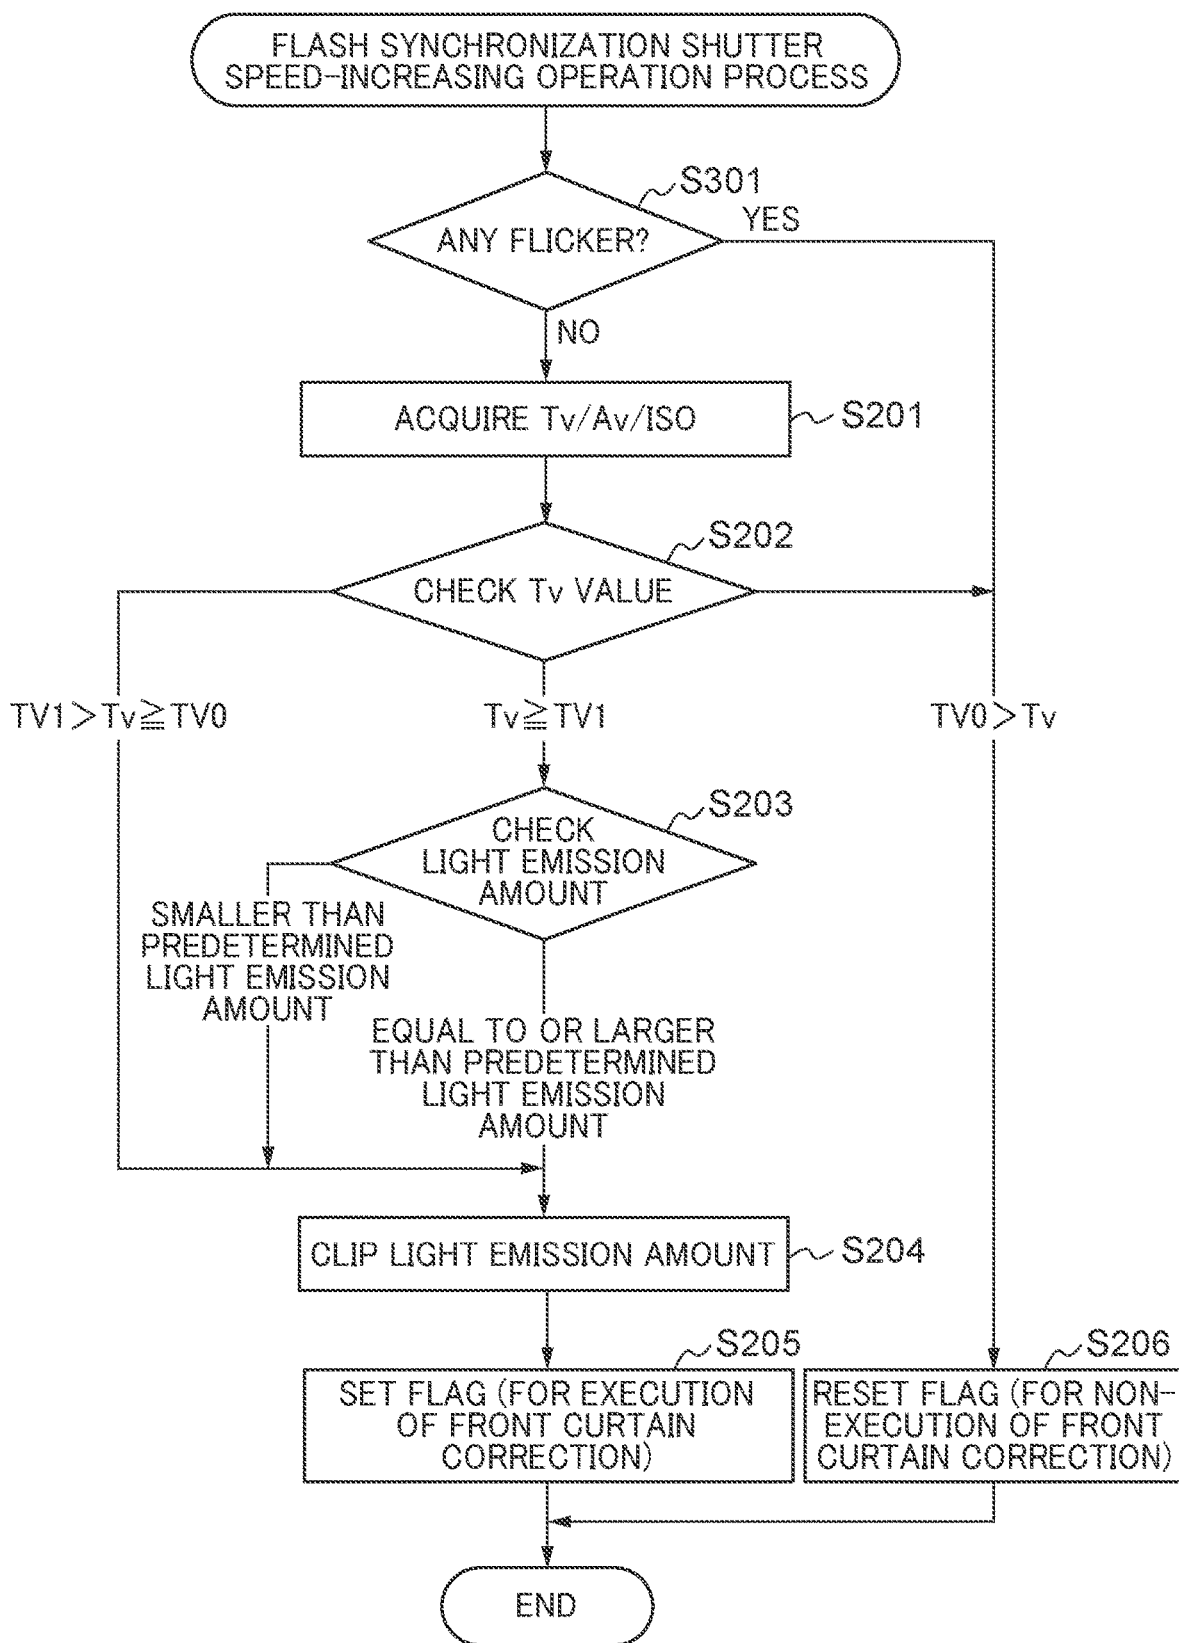 FLASH SYNCHRONIZATION SHUTTER
SPEED-INCREASING OPERATION PROCESS
S301
YES
ANY FLICKER?
NO
ACQUIRE Tv/Av/ISO
S201
S202
CHECK Tv VALUE
TV1>Tv≧TV0
Tv≧TV1
TV0>Tv
S203
CHECK
LIGHT EMISSION
AMOUNT
SMALLER THAN
PREDETERMINED
LIGHT EMISSION
AMOUNT
EQUAL TO OR LARGER
THAN PREDETERMINED
LIGHT EMISSION
AMOUNT
CLIP LIGHT EMISSION AMOUNT
S204
S205
SET FLAG (FOR EXECUTION
OF FRONT CURTAIN
CORRECTION)
S206
RESET FLAG (FOR NON-
EXECUTION OF FRONT
CURTAIN CORRECTION)
END